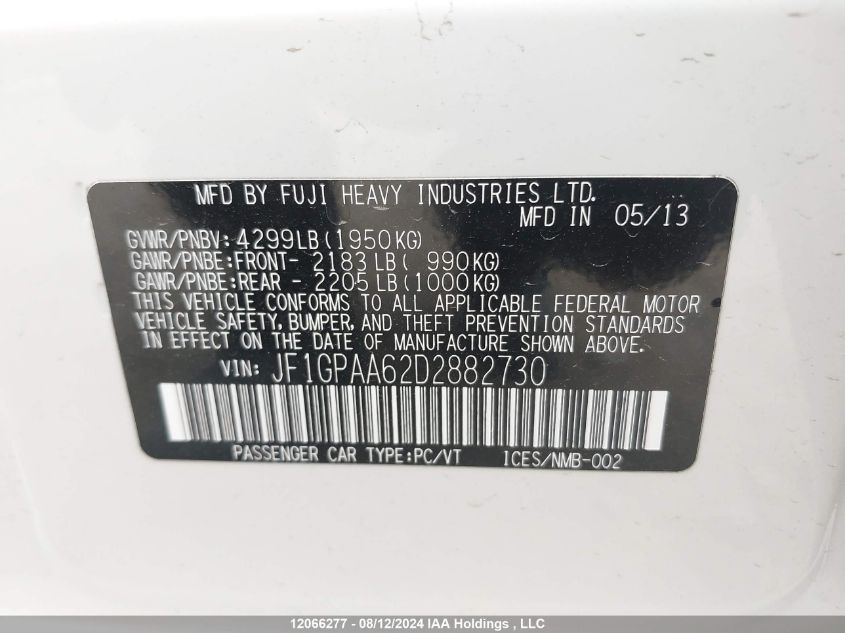 MFD BY FUJI HEAVY INDUSTRIES LTD.
MFD IN 05/13
GVWR/PNBV: 4299LB (1950KG)
GAWR/PNBE:FRONT- 2183 LB ( 990KG)
GAWR/PNBE:REAR - 2205 LB (1000KG)
THIS VEHICLE CONFORMS TO ALL APPLICABLE FEDERAL MOTOR
VEHICLE SAFETY, BUMPER, AND THEFT PREVENTION STANDARDS
IN EFFECT ON THE DATE OF MANUFACTURE SHOWN ABOVE.
VIN: JF1GPAA62D2882730
PASSENGER CAR TYPE:PC/VT ICES/NMB-002
12066277 - 08/12/2024 IAA Holdings , LLC